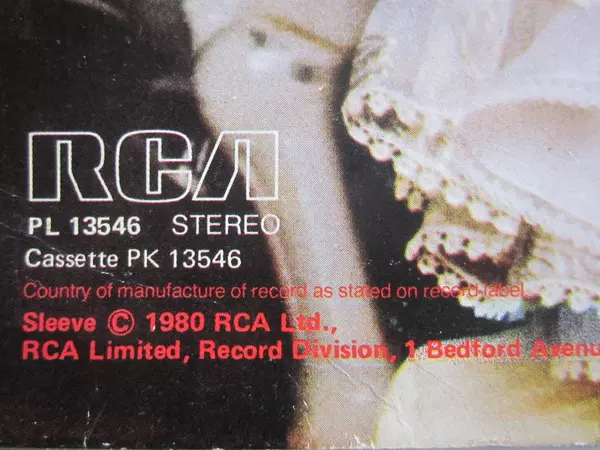 RCA
PL 13546 STEREO
Cassette PK 13546
Country of manufacture of record as stated on record label.
Sleeve © 1980 RCA Ltd.,
RCA Limited, Record Division, 1 Bedford Avenu